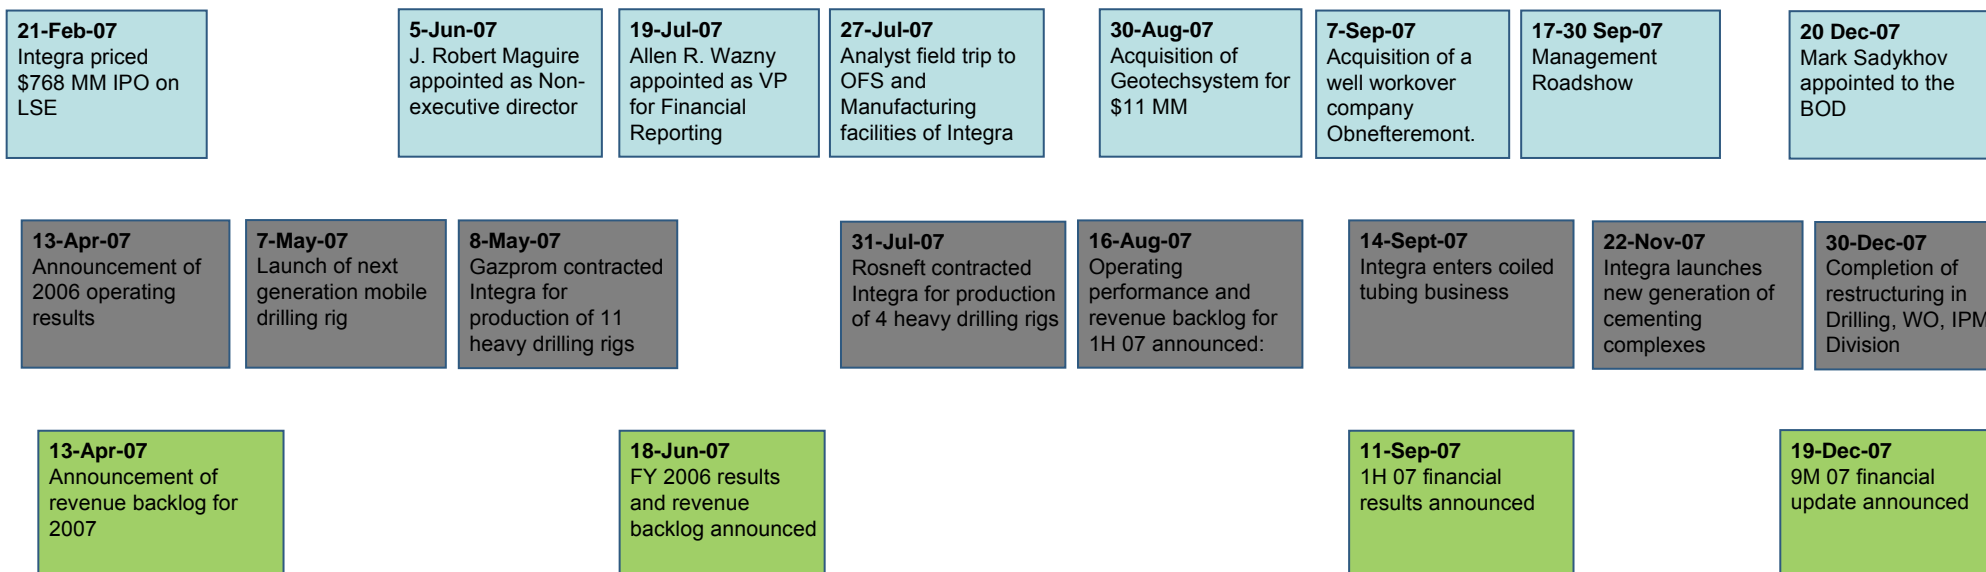 21-Feb-07
Integra priced
$768 MM IPO on
LSE
5-Jun-07
J. Robert Maguire
appointed as Non-
executive director
19-Jul-07
Allen R. Wazny
appointed as VP
for Financial
Reporting
27-Jul-07
Analyst field trip to
OFS and
Manufacturing
facilities of Integra
30-Aug-07
Acquisition of
Geotechsystem for
$11 MM
7-Sep-07
Acquisition of a
well workover
company
Obnefteremont.
17-30 Sep-07
Management
Roadshow
20 Dec-07
Mark Sadykhov
appointed to the
BOD
13-Apr-07
Announcement of
2006 operating
results
7-May-07
Launch of next
generation mobile
drilling rig
8-May-07
Gazprom contracted
Integra for
production of 11
heavy drilling rigs
31-Jul-07
Rosneft contracted
Integra for production
of 4 heavy drilling rigs
16-Aug-07
Operating
performance and
revenue backlog for
1H 07 announced:
14-Sept-07
Integra enters coiled
tubing business
22-Nov-07
Integra launches
new generation of
cementing
complexes
30-Dec-07
Completion of
restructuring in
Drilling, WO, IPM
Division
13-Apr-07
Announcement of
revenue backlog for
2007
18-Jun-07
FY 2006 results
and revenue
backlog announced
11-Sep-07
1H 07 financial
results announced
19-Dec-07
9M 07 financial
update announced